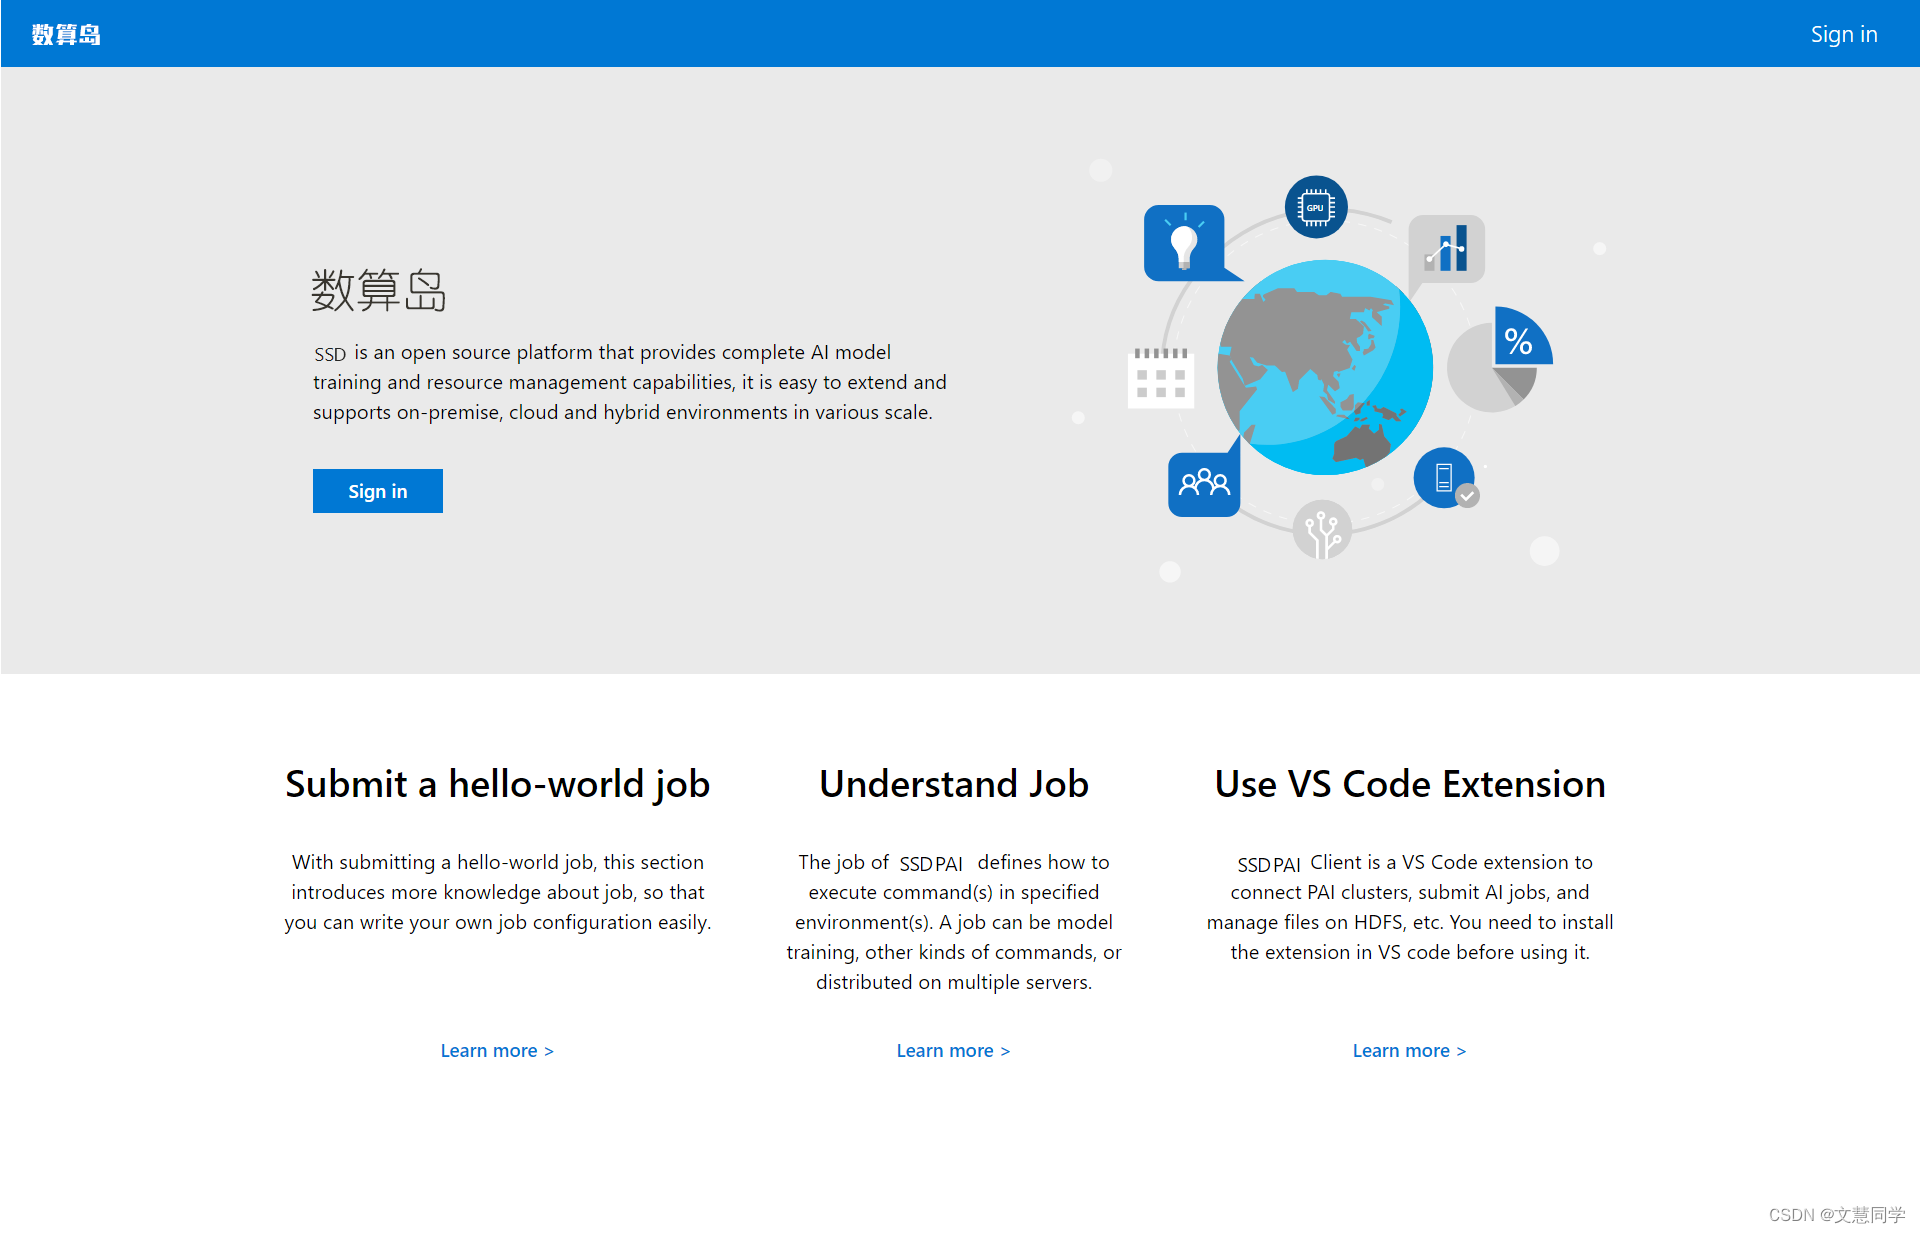 数算岛
Sign in
GPU
%
数算岛
SSD is an open source platform that provides complete AI model
training and resource management capabilities, it is easy to extend and
supports on-premise, cloud and hybrid environments in various scale.
Sign in
Submit a hello-world job
With submitting a hello-world job, this section
introduces more knowledge about job, so that
you can write your own job configuration easily.
Learn more >
Understand Job
The job of SSDPAI defines how to
execute command(s) in specified
environment(s). A job can be model
training, other kinds of commands, or
distributed on multiple servers.
Learn more >
Use VS Code Extension
SSDPAI Client is a VS Code extension to
connect PAI clusters, submit AI jobs, and
manage files on HDFS, etc. You need to install
the extension in VS code before using it.
Learn more >
CSDN @文慧同学